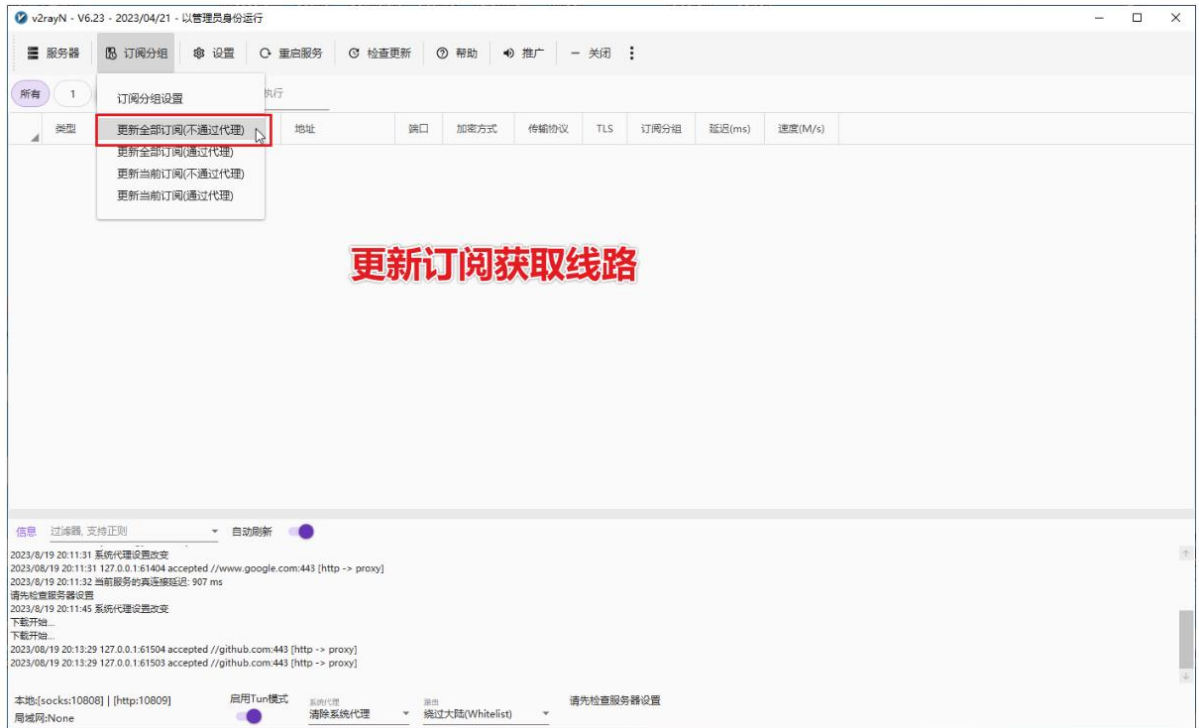 v2rayN - V6.23 - 2023/04/21 - 以管理员身份运行
服务器 订阅分组 设置 重启服务 检查更新 帮助 推广 关闭
所有 1 执行
订阅分组设置
更新全部订阅(不通过代理)
更新全部订阅(通过代理)
更新当前订阅(不通过代理)
更新当前订阅(通过代理)
类型 地址 端口 加密方式 传输协议 TLS 订阅分组 延迟(ms) 速度(M/s)
更新订阅获取线路
信息 过滤器, 支持正则 自动刷新
2023/8/19 20:11:31 系统代理设置改变
2023/08/19 20:11:31 127.0.0.1:61404 accepted //www.google.com:443 [http -> proxy]
2023/8/19 20:11:32 当前服务的真连接延迟: 907 ms
请先检查服务器设置
2023/8/19 20:11:45 系统代理设置改变
下载开始...
下载开始...
2023/08/19 20:13:29 127.0.0.1:61504 accepted //github.com:443 [http -> proxy]
2023/08/19 20:13:29 127.0.0.1:61503 accepted //github.com:443 [http -> proxy]
本地:[socks:10808] | [http:10809] 启用Tun模式 系统代理 路由 请先检查服务器设置
局域网:None 清除系统代理 绕过大陆(Whitelist)